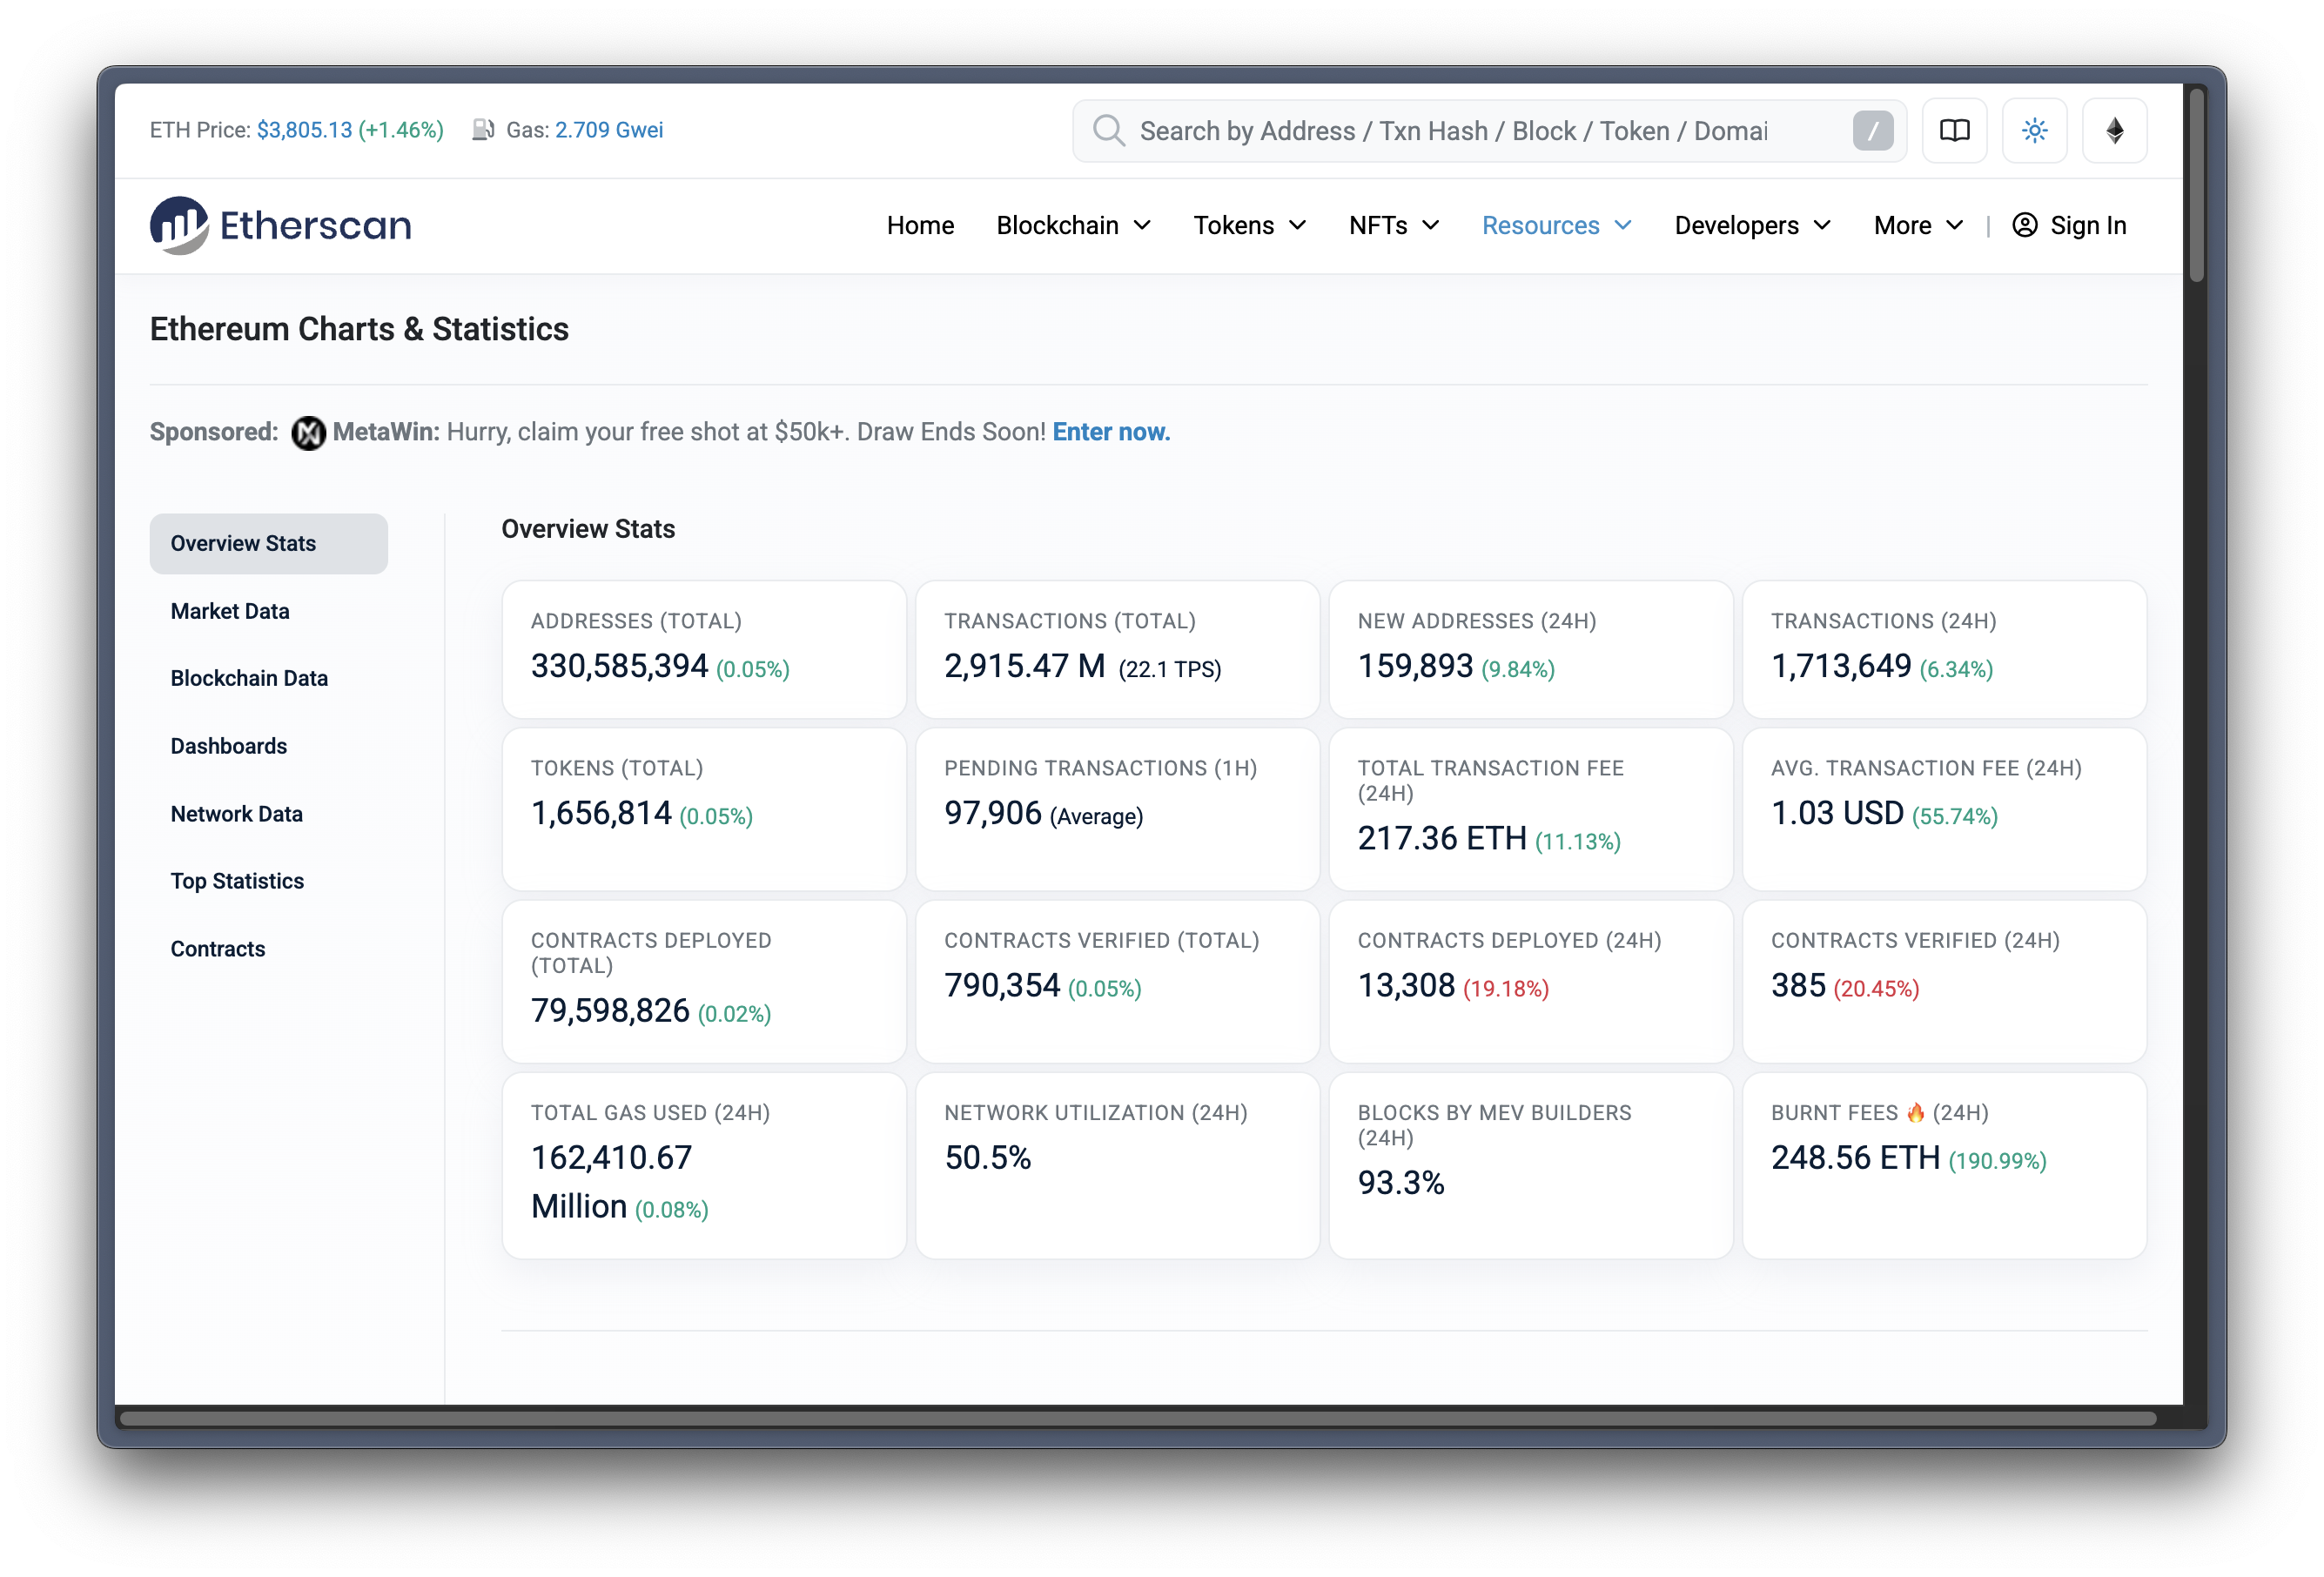 ETH Price: $3,805.13 (+1.46%) Gas: 2.709 Gwei
Search by Address / Txn Hash / Block / Token / Domai /
Etherscan
Home Blockchain Tokens NFTs Resources Developers More | Sign In
Ethereum Charts & Statistics
Sponsored: MetaWin: Hurry, claim your free shot at $50k+. Draw Ends Soon! Enter now.
Overview Stats
Market Data
Blockchain Data
Dashboards
Network Data
Top Statistics
Contracts
Overview Stats
ADDRESSES (TOTAL)
330,585,394 (0.05%)
TRANSACTIONS (TOTAL)
2,915.47 M (22.1 TPS)
NEW ADDRESSES (24H)
159,893 (9.84%)
TRANSACTIONS (24H)
1,713,649 (6.34%)
TOKENS (TOTAL)
1,656,814 (0.05%)
PENDING TRANSACTIONS (1H)
97,906 (Average)
TOTAL TRANSACTION FEE
(24H)
217.36 ETH (11.13%)
AVG. TRANSACTION FEE (24H)
1.03 USD (55.74%)
CONTRACTS DEPLOYED
(TOTAL)
79,598,826 (0.02%)
CONTRACTS VERIFIED (TOTAL)
790,354 (0.05%)
CONTRACTS DEPLOYED (24H)
13,308 (19.18%)
CONTRACTS VERIFIED (24H)
385 (20.45%)
TOTAL GAS USED (24H)
162,410.67
Million (0.08%)
NETWORK UTILIZATION (24H)
50.5%
BLOCKS BY MEV BUILDERS
(24H)
93.3%
BURNT FEES 🔥 (24H)
248.56 ETH (190.99%)